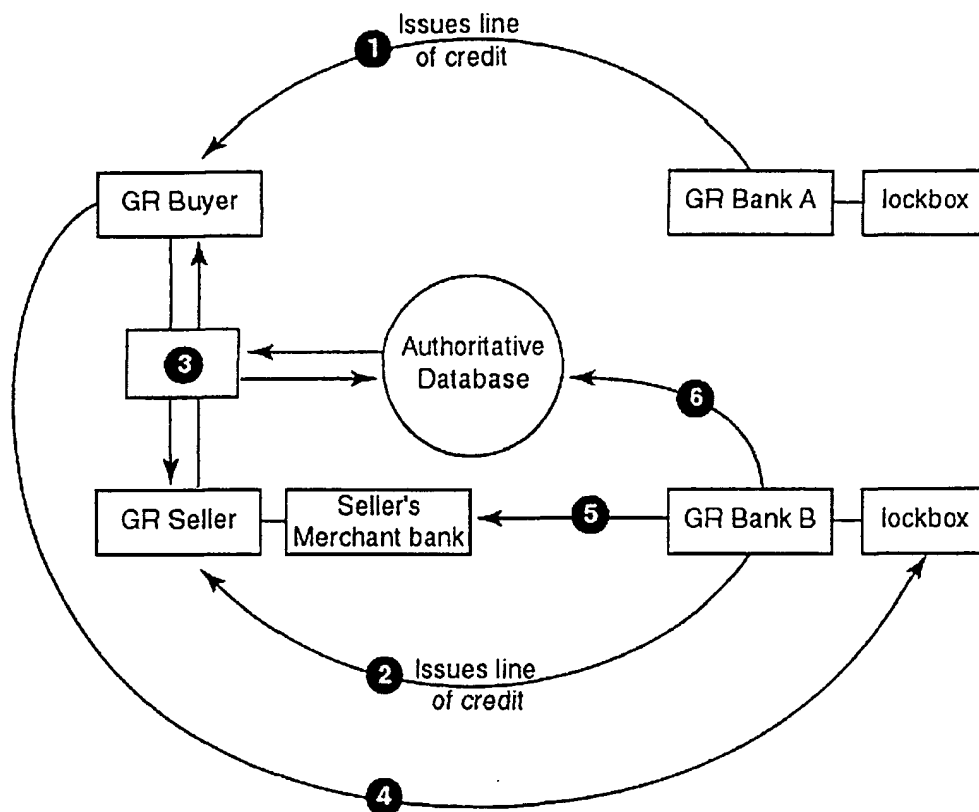 Issues line
of credit
1
GR Buyer
GR Bank A
lockbox
3
Authoritative
Database
6
GR Seller
Seller's
Merchant bank
5
GR Bank B
lockbox
2
Issues line
of credit
4